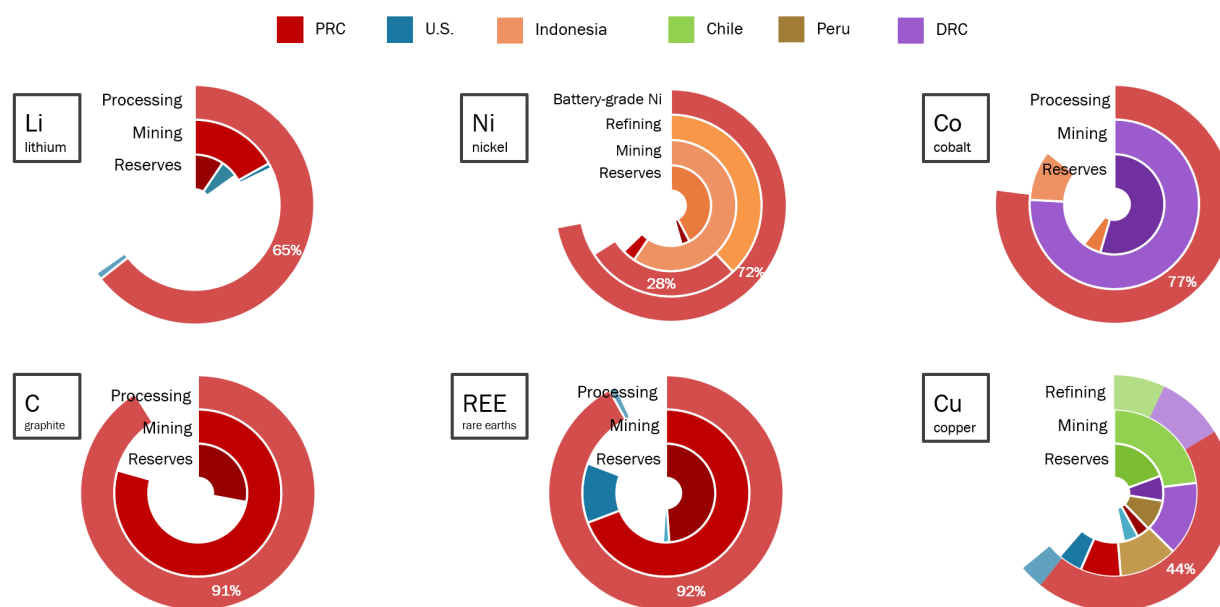 PRC U.S. Indonesia Chile Peru DRC
Li
lithium
Processing
Mining
Reserves
65%
Ni
nickel
Battery-grade Ni
Refining
Mining
Reserves
28%
72%
Co
cobalt
Processing
Mining
Reserves
77%
C
graphite
Processing
Mining
Reserves
91%
REE
rare earths
Processing
Mining
Reserves
92%
Cu
copper
Refining
Mining
Reserves
44%